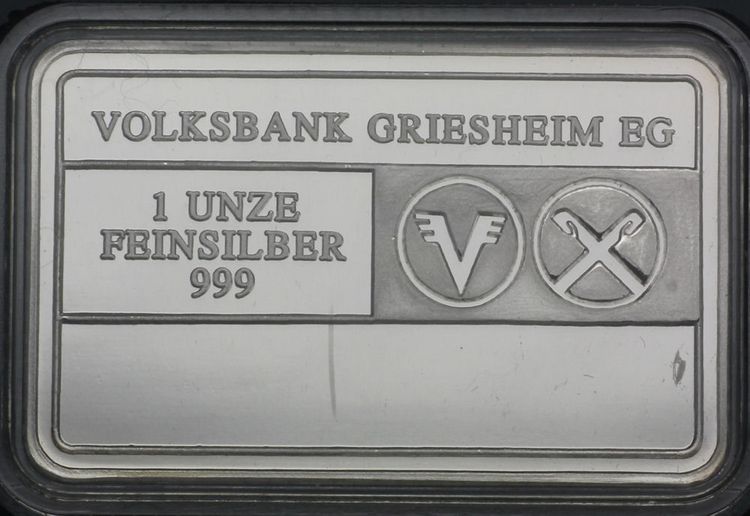 VOLKSBANK GRIESHEIM EG
1 UNZE
FEINSILBER
999